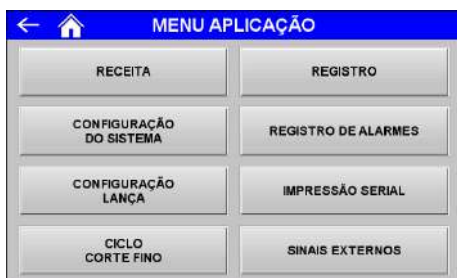 MENU APLICAÇÃO
RECEITA
REGISTRO
CONFIGURAÇÃO
DO SISTEMA
REGISTRO DE ALARMES
CONFIGURAÇÃO
LANÇA
IMPRESSÃO SERIAL
CICLO
CORTE FINO
SINAIS EXTERNOS